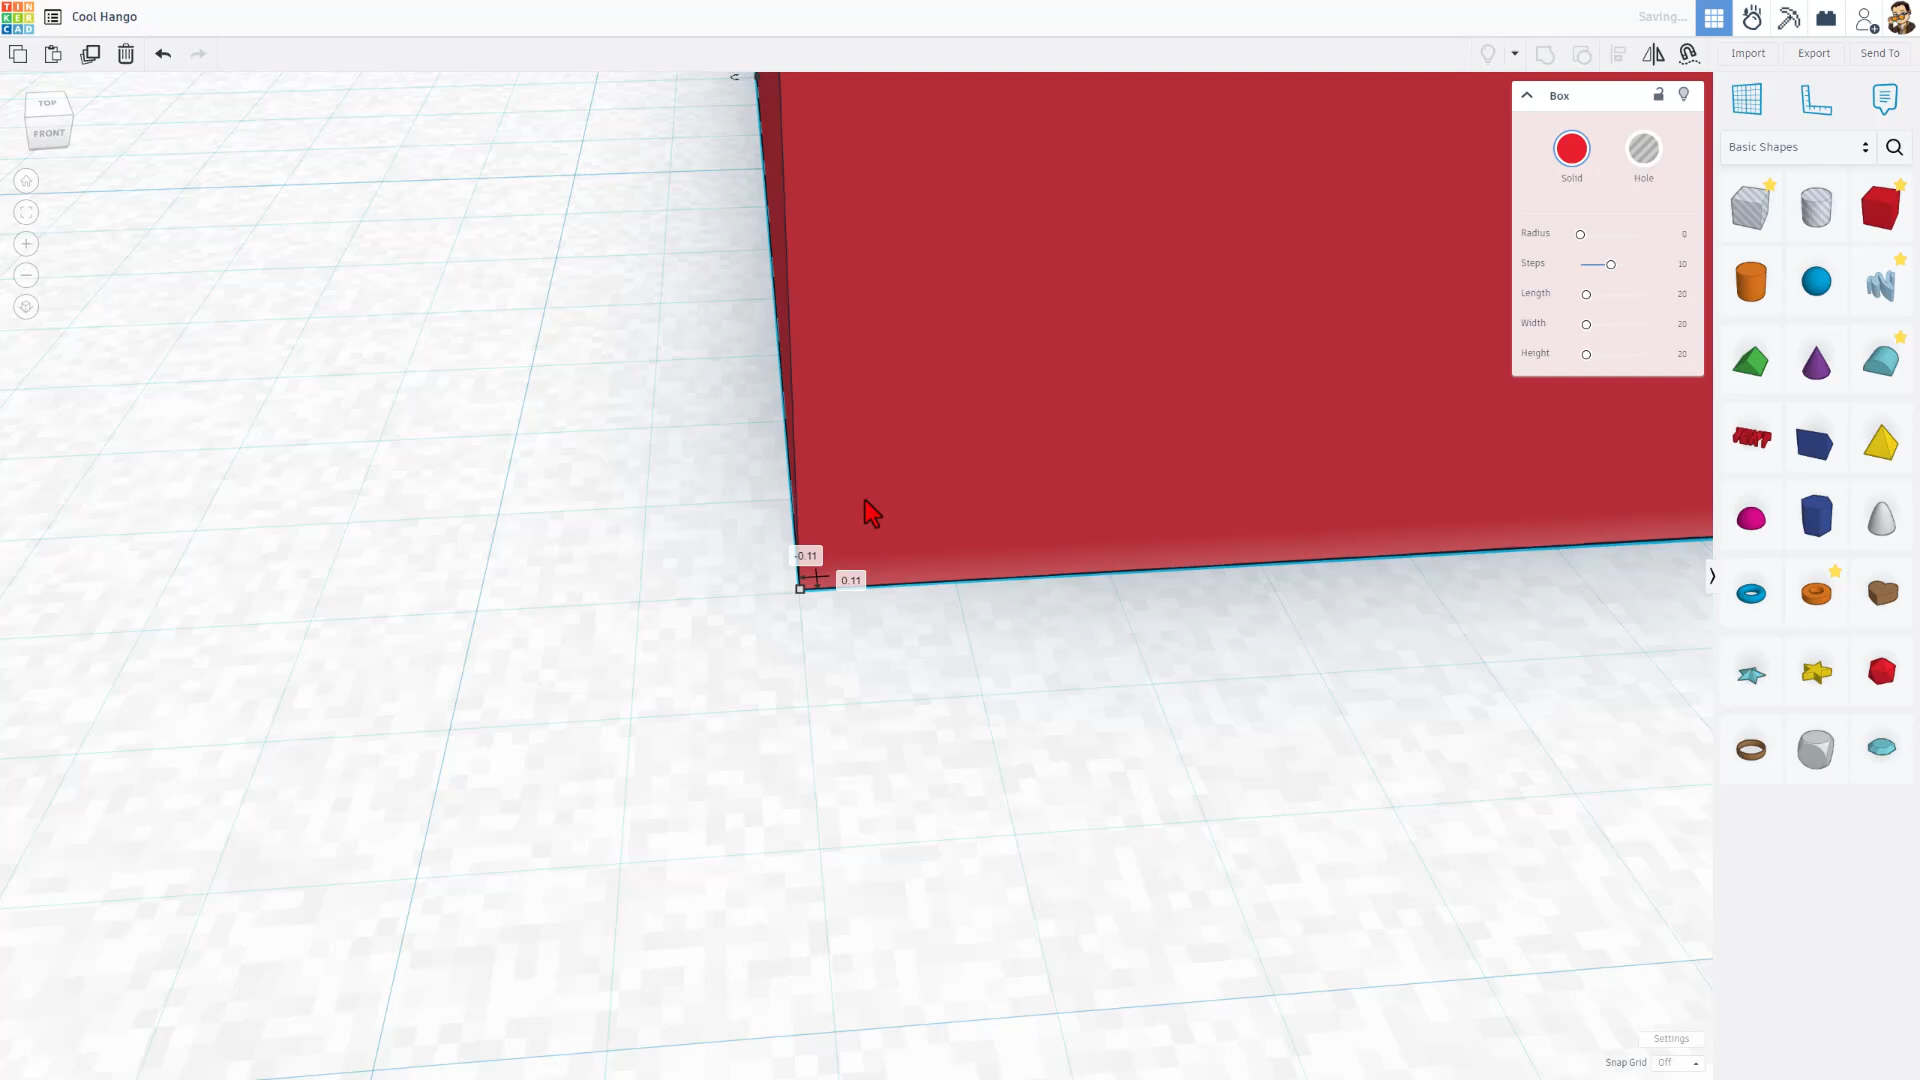 TIN
KER
CAD
Cool Hango
Saving...
Import
Export
Send To
TOP
FRONT
Box
Solid
Hole
Radius 0
Steps 10
Length 20
Width 20
Height 20
Basic Shapes
TEXT
-0.11
0.11
Settings
Snap Grid Off